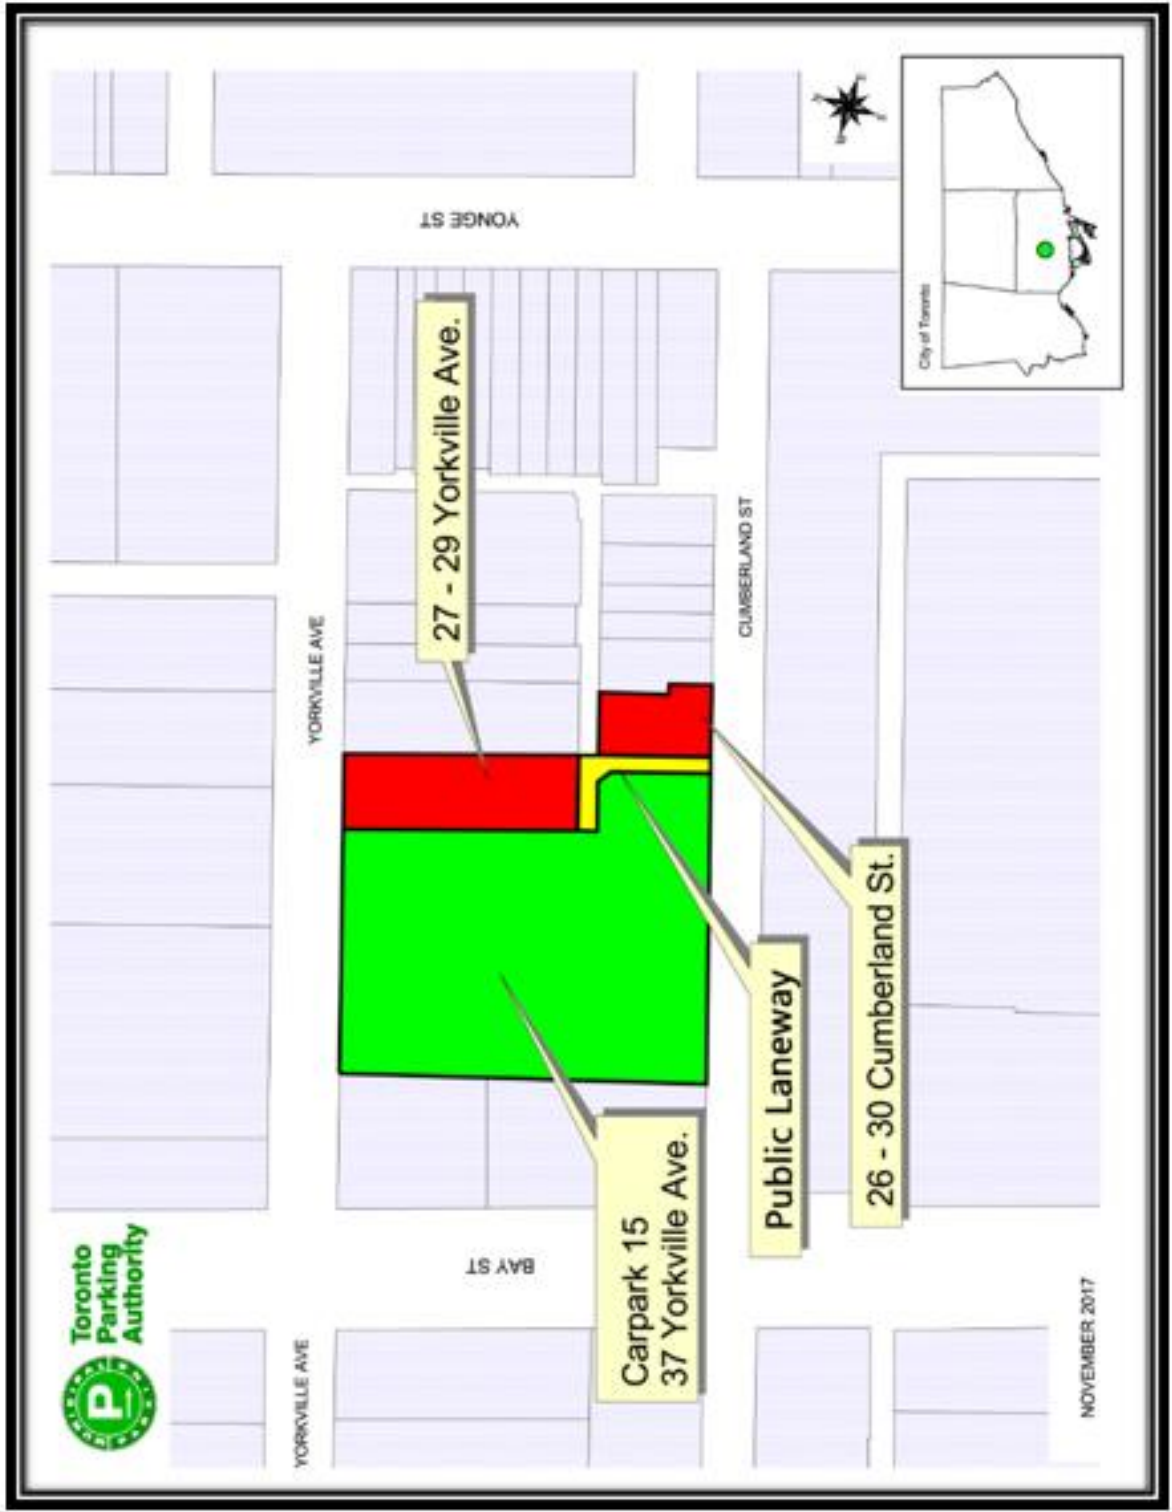 Toronto
Parking
Authority
P
YONGE ST
City of Toronto
27 - 29 Yorkville Ave.
YORKVILLE AVE
CUMBERLAND ST
Public Laneway
26 - 30 Cumberland St.
Carpark 15
37 Yorkville Ave.
BAY ST
YORKVILLE AVE
NOVEMBER 2017